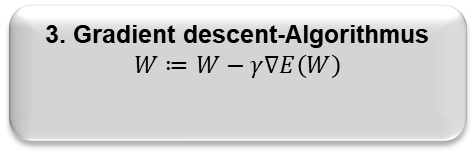 3. Gradient descent-Algorithmus
W ≔ W − γ∇E(W)